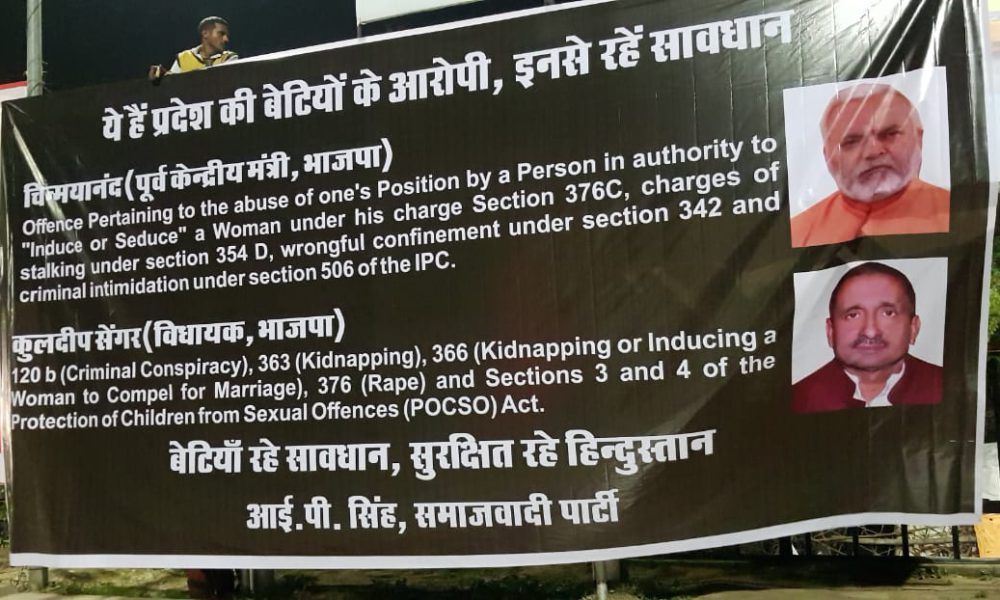 ये हैं प्रदेश की बेटियों के आरोपी, इनसे रहें सावधान
चिन्मयानंद (पूर्व केन्द्रीय मंत्री, भाजपा)
Offence Pertaining to the abuse of one's Position by a Person in authority to
"Induce or Seduce" a Woman under his charge Section 376C, charges of
stalking under section 354 D, wrongful confinement under section 342 and
criminal intimidation under section 506 of the IPC.
कुलदीप सेंगर (विधायक, भाजपा)
120 b (Criminal Conspiracy), 363 (Kidnapping), 366 (Kidnapping or Inducing a
Woman to Compel for Marriage), 376 (Rape) and Sections 3 and 4 of the
Protection of Children from Sexual Offences (POCSO) Act.
बेटियाँ रहे सावधान, सुरक्षित रहे हिन्दुस्तान
आई.पी. सिंह, समाजवादी पार्टी